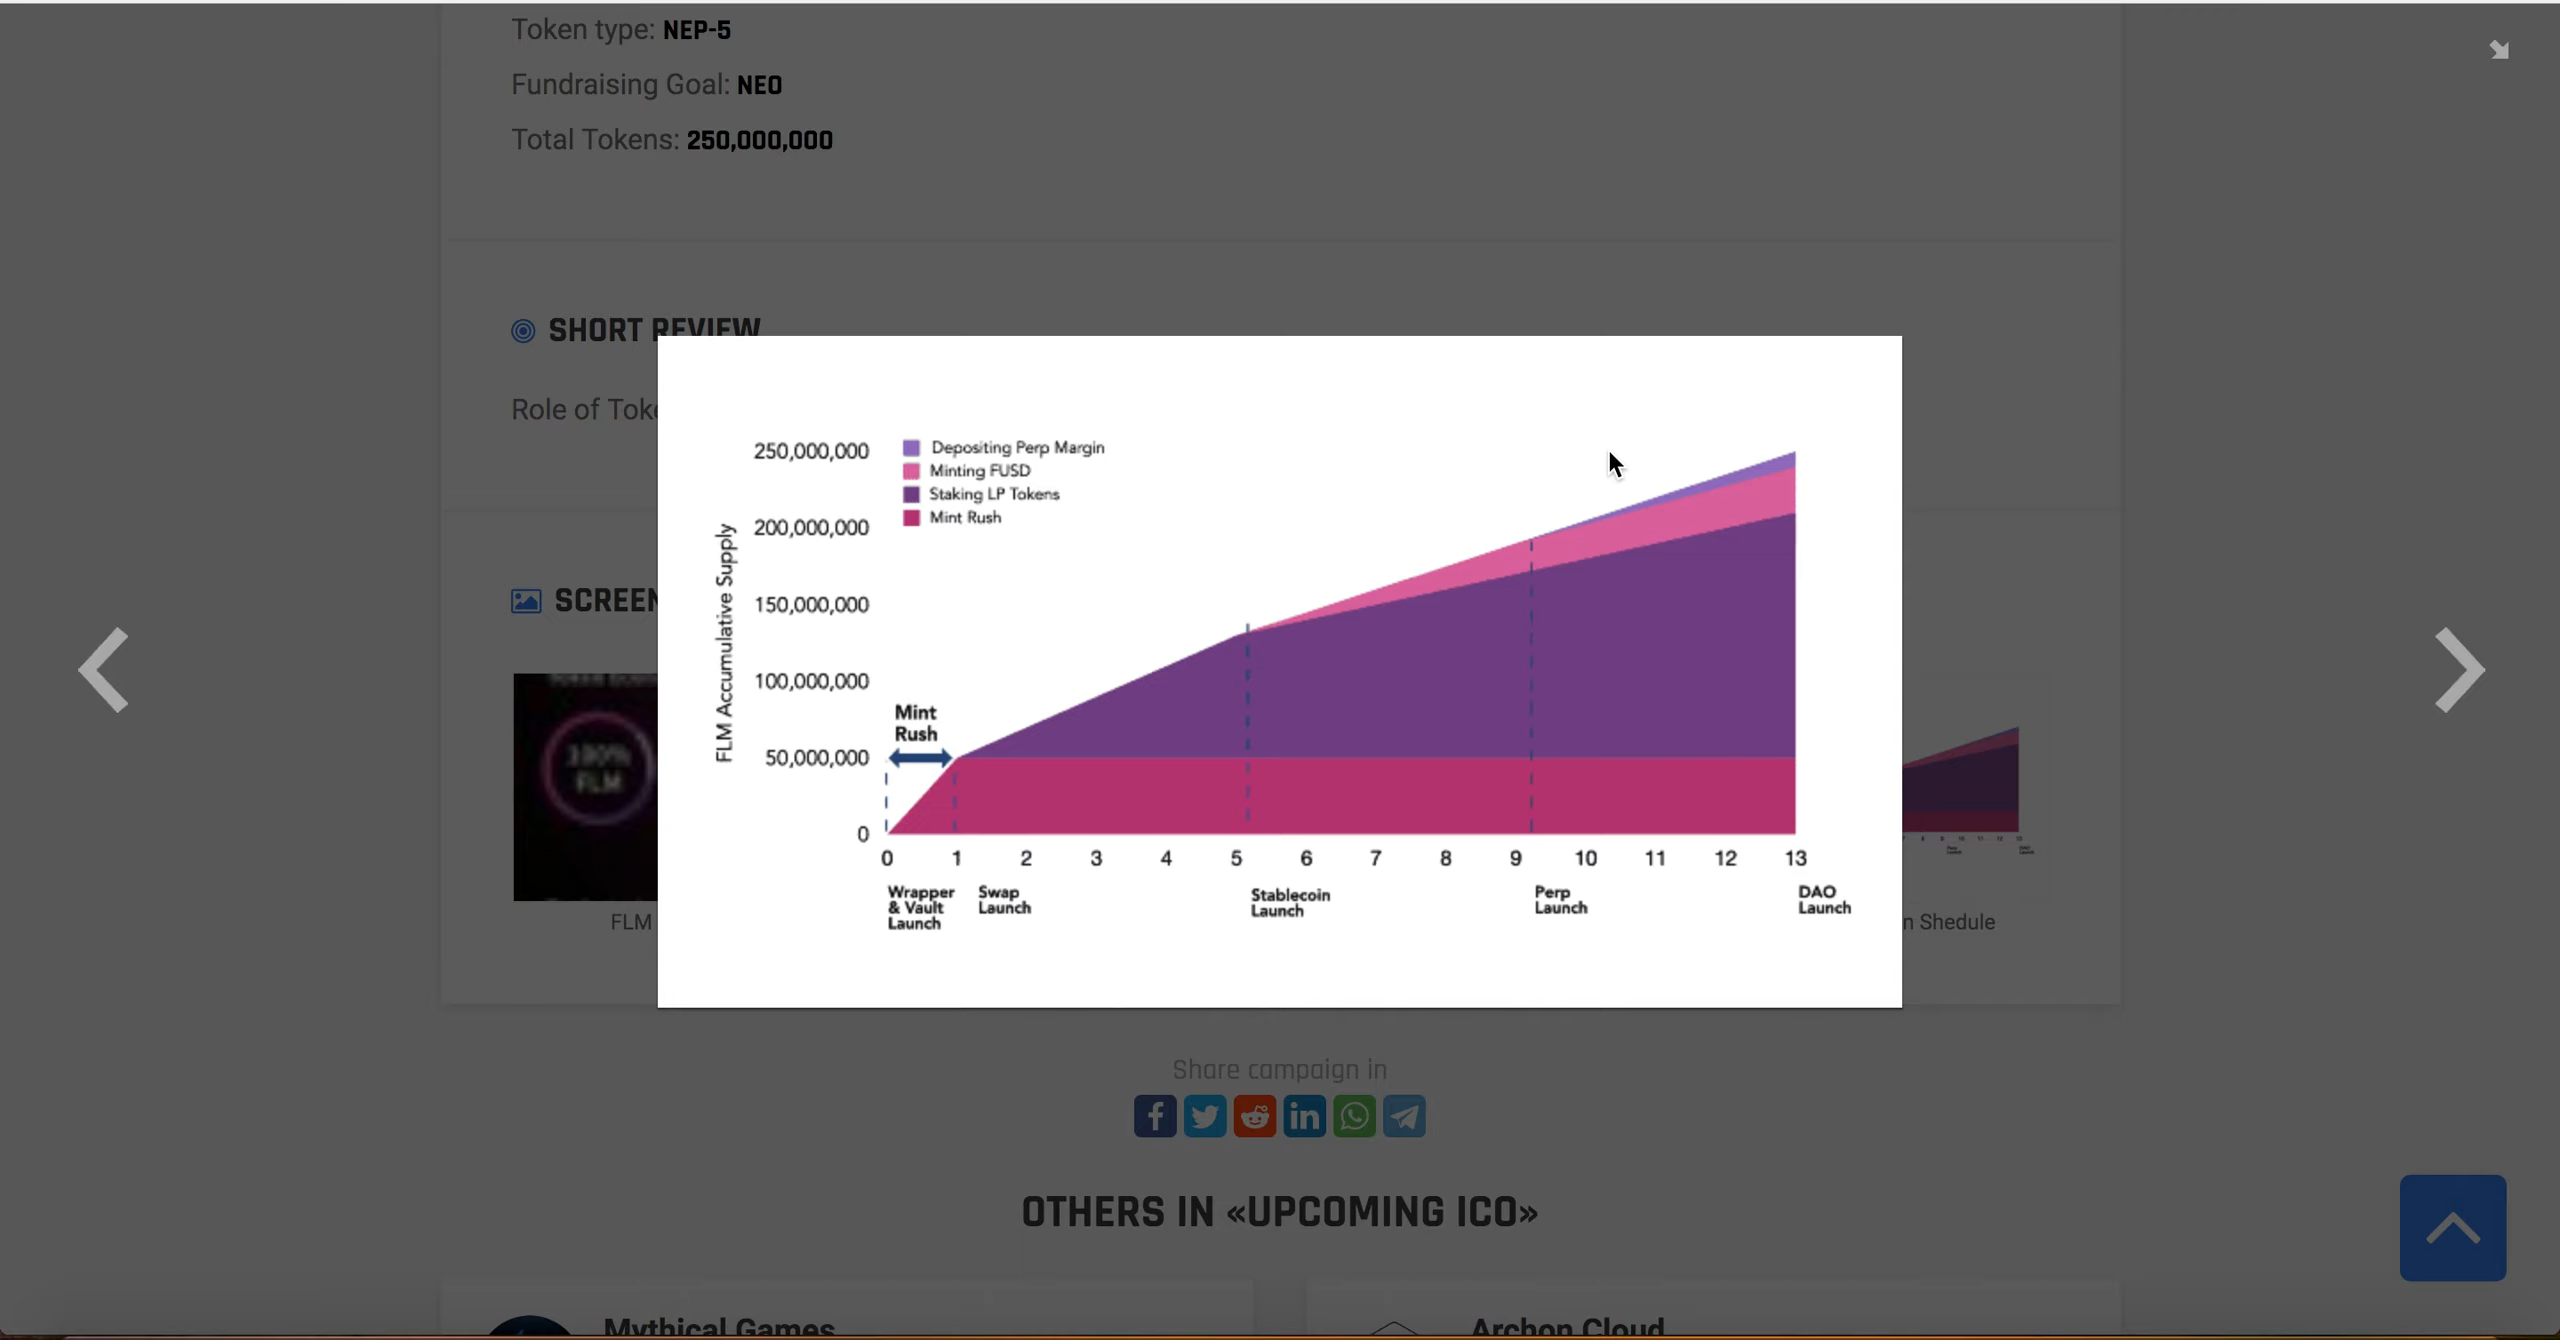 Token type: NEP-5
Fundraising Goal: NEO
Total Tokens: 250,000,000
SHORT REVIEW
Role of Toke
SCREEN
100%
FLM
FLM
250,000,000
200,000,000
150,000,000
100,000,000
50,000,000
0
FLM Accumulative Supply
Depositing Perp Margin
Minting FUSD
Staking LP Tokens
Mint Rush
Mint
Rush
0 1 2 3 4 5 6 7 8 9 10 11 12 13
Wrapper
& Vault
Launch
Swap
Launch
Stablecoin
Launch
Perp
Launch
DAO
Launch
n Shedule
Share campaign in
OTHERS IN «UPCOMING ICO»
Mythical Games
Archon Cloud